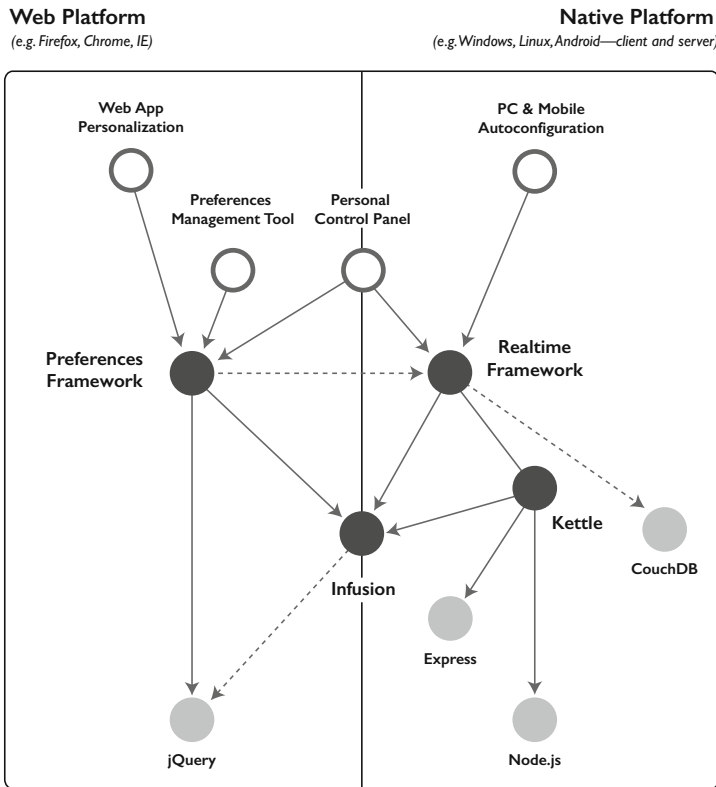 Web Platform
(e.g. Firefox, Chrome, IE)
Native Platform
(e.g. Windows, Linux, Android—client and server)
Web App
Personalization
PC & Mobile
Autoconfiguration
Preferences
Management Tool
Personal
Control Panel
Preferences
Framework
Realtime
Framework
Kettle
CouchDB
Infusion
Express
jQuery
Node.js